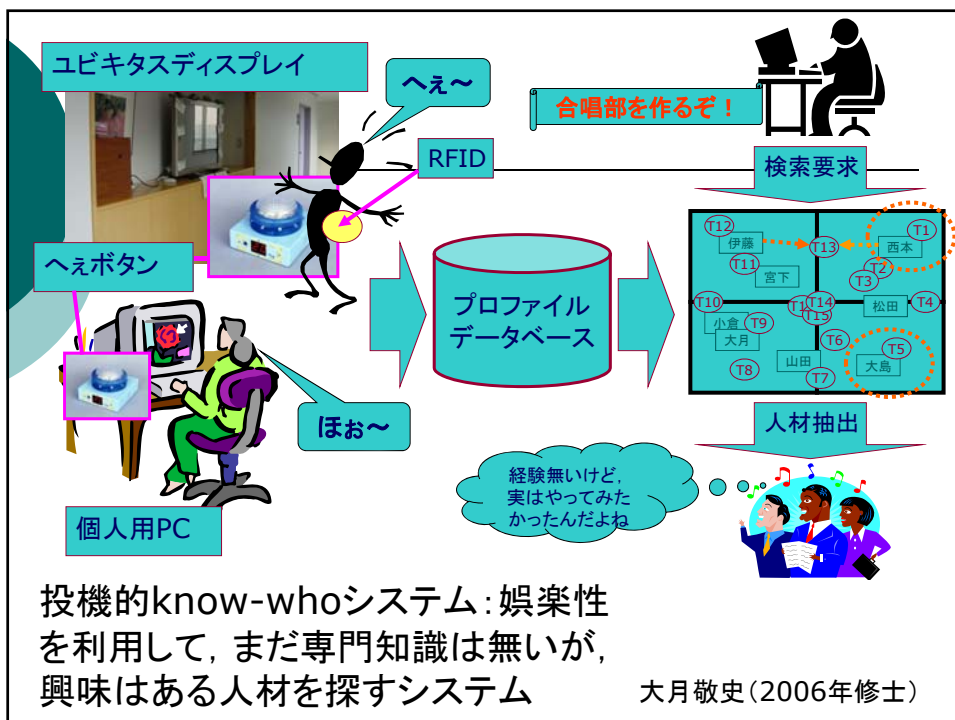 ユビキタスディスプレイ
へぇ～
合唱部を作るぞ！
RFID
検索要求
へぇボタン
プロファイル
データベース
T12
伊藤
T13
T1
西本
T11
宮下
T2
T3
T10
T1
T14
T15
松田
T4
小倉
T9
大月
T6
T5
T8
山田
大島
T7
ほぉ～
人材抽出
経験無いけど，
実はやってみた
かったんだよね
個人用PC
投機的know-whoシステム：娯楽性
を利用して，まだ専門知識は無いが，
興味はある人材を探すシステム
大月敬史（2006年修士）